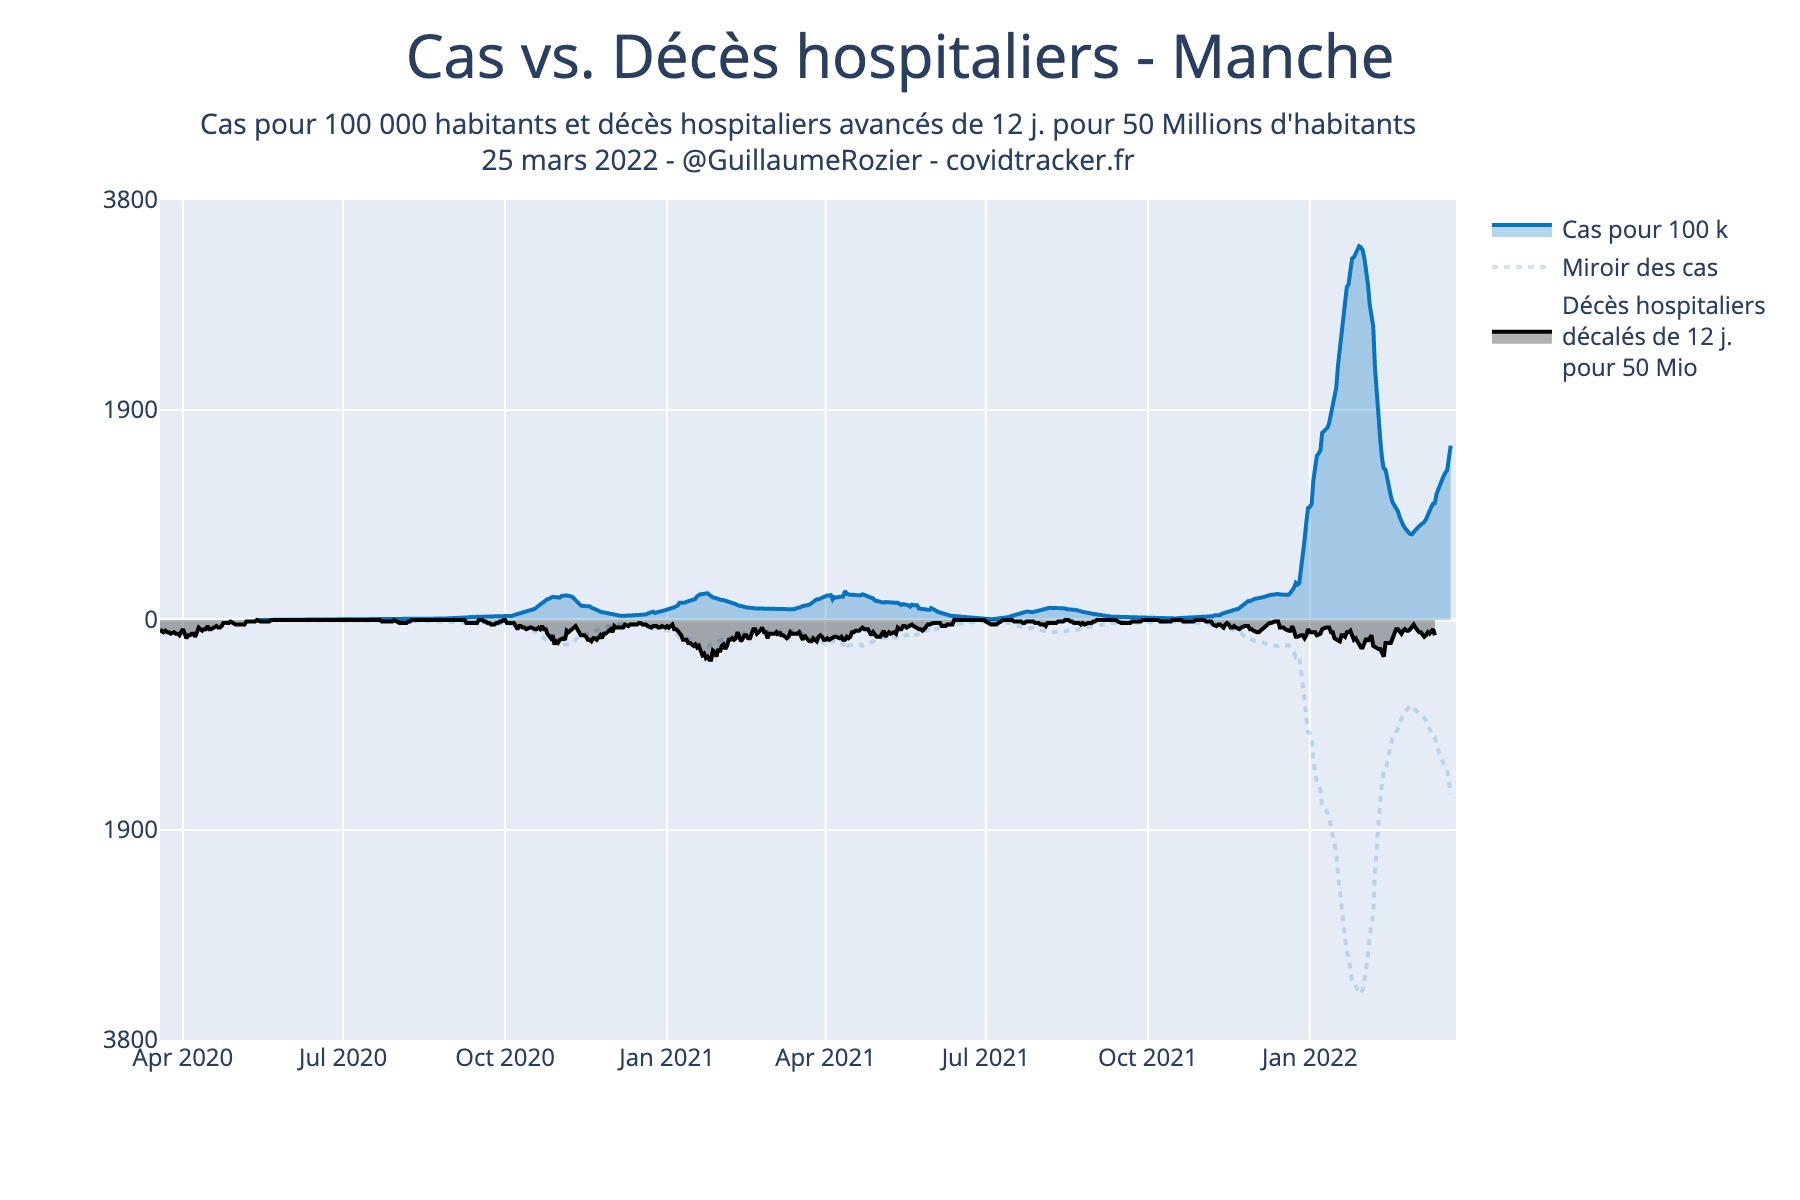 Cas vs. Décès hospitaliers - Manche
Cas pour 100 000 habitants et décès hospitaliers avancés de 12 j. pour 50 Millions d'habitants
25 mars 2022 - @GuillaumeRozier - covidtracker.fr
3800
1900
0
1900
3800
Apr 2020
Jul 2020
Oct 2020
Jan 2021
Apr 2021
Jul 2021
Oct 2021
Jan 2022
Cas pour 100 k
Miroir des cas
Décès hospitaliers
décalés de 12 j.
pour 50 Mio